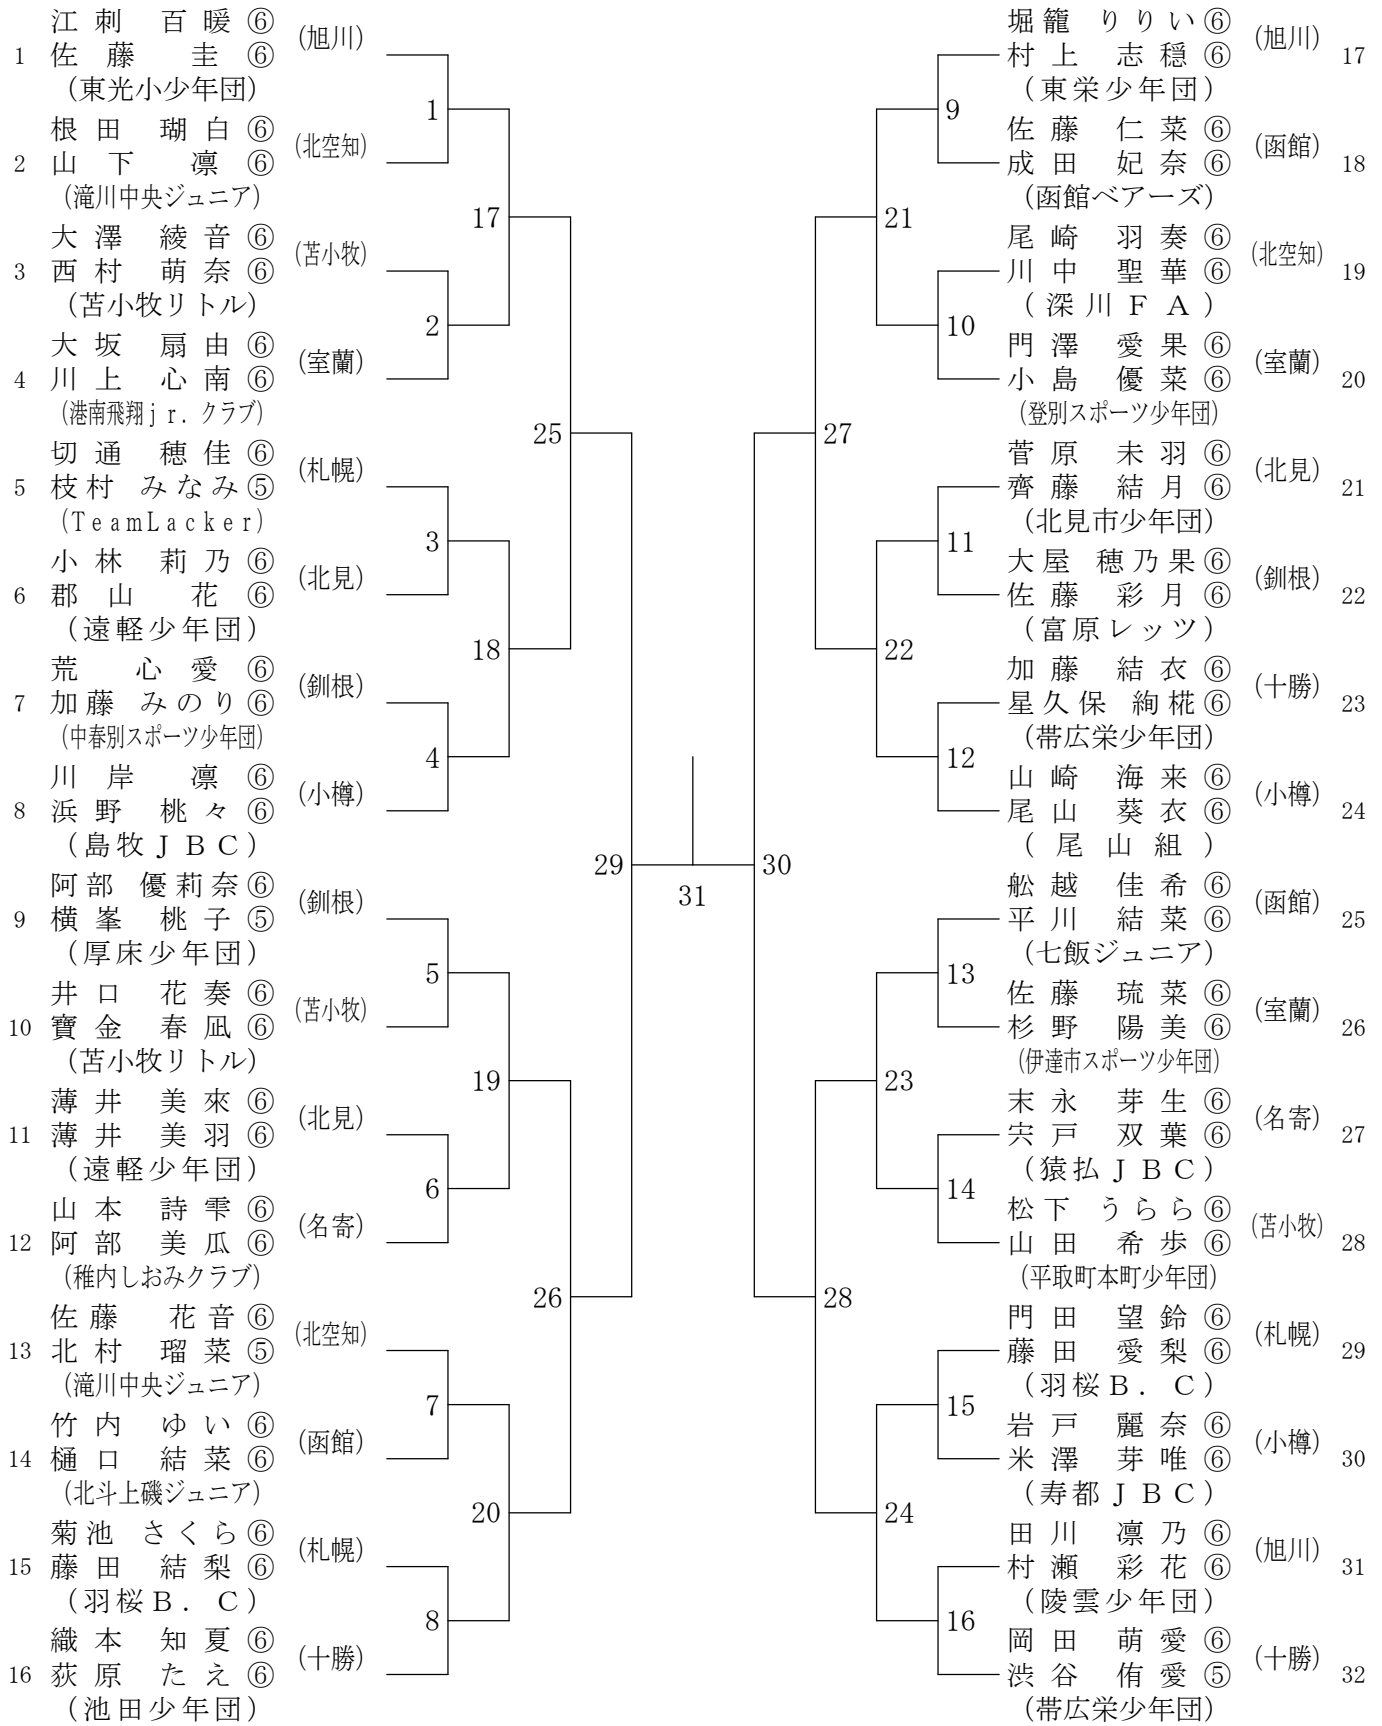 江刺 百暖⑥
(旭川)
1 佐藤 圭⑥
(東光小少年団)
1
根田 瑚白⑥
(北空知)
2 山下 凛⑥
(滝川中央ジュニア)
17
大澤 綾音⑥
(苫小牧)
3 西村 萌奈⑥
(苫小牧リトル)
2
大坂 扇由⑥
(室蘭)
4 川上 心南⑥
(港南飛翔jr.クラブ)
25
切通 穂佳⑥
(札幌)
5 枝村 みなみ⑤
(TeamLacker)
3
小林 莉乃⑥
(北見)
6 郡山 花⑥
(遠軽少年団)
18
荒 心愛⑥
(釧根)
7 加藤 みのり⑥
(中春別スポーツ少年団)
4
川岸 凛⑥
(小樽)
8 浜野 桃々⑥
(島牧JBC)
29
31
阿部 優莉奈⑥
(釧根)
9 横峯 桃子⑤
(厚床少年団)
5
井口 花奏⑥
(苫小牧)
10 寶金 春凪⑥
(苫小牧リトル)
19
薄井 美來⑥
(北見)
11 薄井 美羽⑥
(遠軽少年団)
6
山本 詩雫⑥
(名寄)
12 阿部 美瓜⑥
(稚内しおみクラブ)
26
佐藤 花音⑥
(北空知)
13 北村 瑠菜⑤
(滝川中央ジュニア)
7
竹内 ゆい⑥
(函館)
14 樋口 結菜⑥
(北斗上磯ジュニア)
20
菊池 さくら⑥
(札幌)
15 藤田 結梨⑥
(羽桜B.C)
8
織本 知夏⑥
(十勝)
16 荻原 たえ⑥
(池田少年団)
堀籠 りりい⑥
(旭川)
村上 志穏⑥ 17
(東栄少年団)
9
佐藤 仁菜⑥
(函館)
成田 妃奈⑥ 18
(函館ベアーズ)
21
尾崎 羽奏⑥
(北空知)
川中 聖華⑥ 19
(深川FA)
10
門澤 愛果⑥
(室蘭)
小島 優菜⑥ 20
(登別スポーツ少年団)
27
菅原 未羽⑥
(北見)
齊藤 結月⑥ 21
(北見市少年団)
11
大屋 穂乃果⑥
(釧根)
佐藤 彩月⑥ 22
(富原レッツ)
22
加藤 結衣⑥
(十勝)
星久保 絢椛⑥ 23
(帯広栄少年団)
12
山崎 海来⑥
(小樽)
尾山 葵衣⑥ 24
(尾山組)
30
舩越 佳希⑥
(函館)
平川 結菜⑥ 25
(七飯ジュニア)
13
佐藤 琉菜⑥
(室蘭)
杉野 陽美⑥ 26
(伊達市スポーツ少年団)
23
末永 芽生⑥
(名寄)
宍戸 双葉⑥ 27
(猿払JBC)
14
松下 うらら⑥
(苫小牧)
山田 希歩⑥ 28
(平取町本町少年団)
28
門田 望鈴⑥
(札幌)
藤田 愛梨⑥ 29
(羽桜B.C)
15
岩戸 麗奈⑥
(小樽)
米澤 芽唯⑥ 30
(寿都JBC)
24
田川 凛乃⑥
(旭川)
村瀬 彩花⑥ 31
(陵雲少年団)
16
岡田 萌愛⑥
(十勝)
渋谷 侑愛⑤ 32
(帯広栄少年団)